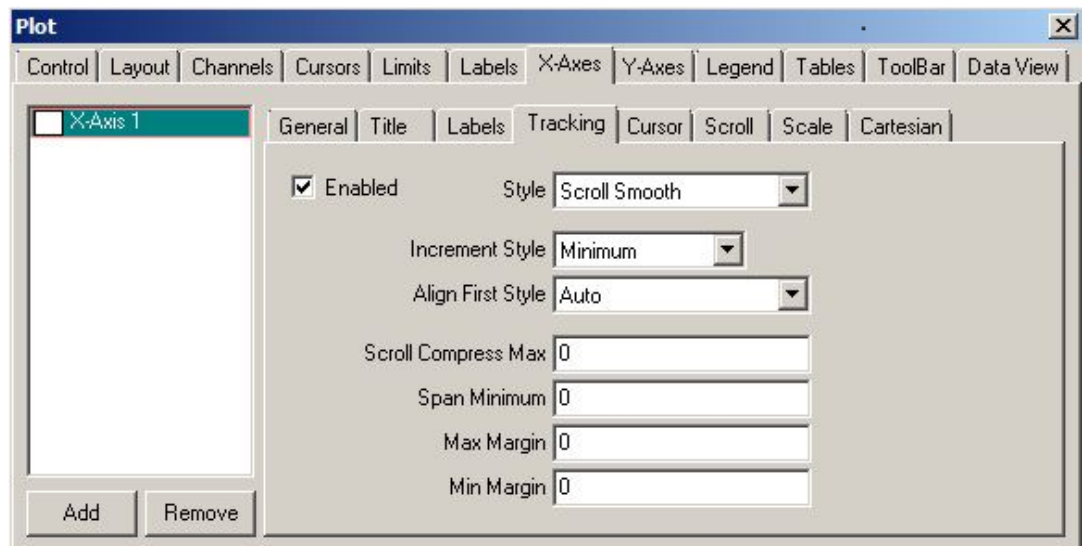 Plot
Control Layout Channels Cursors Limits Labels X-Axes Y-Axes Legend Tables ToolBar Data View
X-Axis 1
General Title Labels Tracking Cursor Scroll Scale Cartesian
Enabled Style Scroll Smooth
Increment Style Minimum
Align First Style Auto
Scroll Compress Max 0
Span Minimum 0
Max Margin 0
Min Margin 0
Add Remove